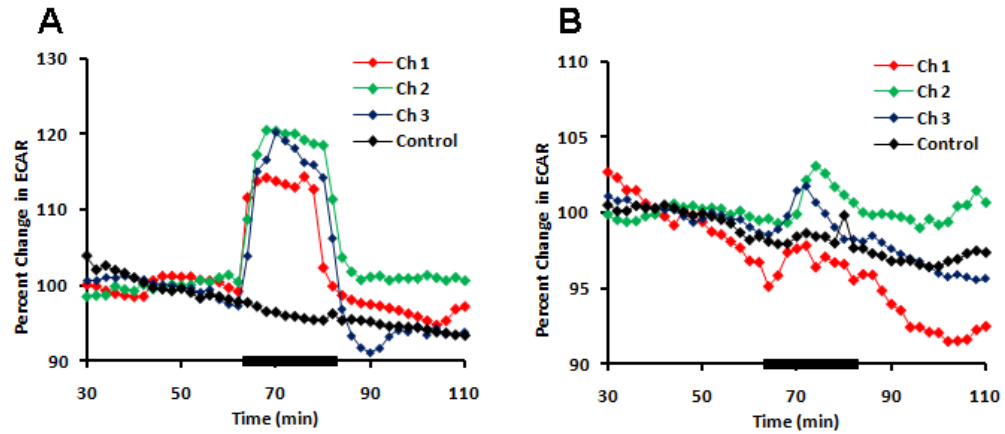 A
Percent Change in ECAR
130
120
110
100
90
30
50
70
90
110
Time (min)
Ch 1
Ch 2
Ch 3
Control
B
Percent Change in ECAR
110
105
100
95
90
30
50
70
90
110
Time (min)
Ch 1
Ch 2
Ch 3
Control